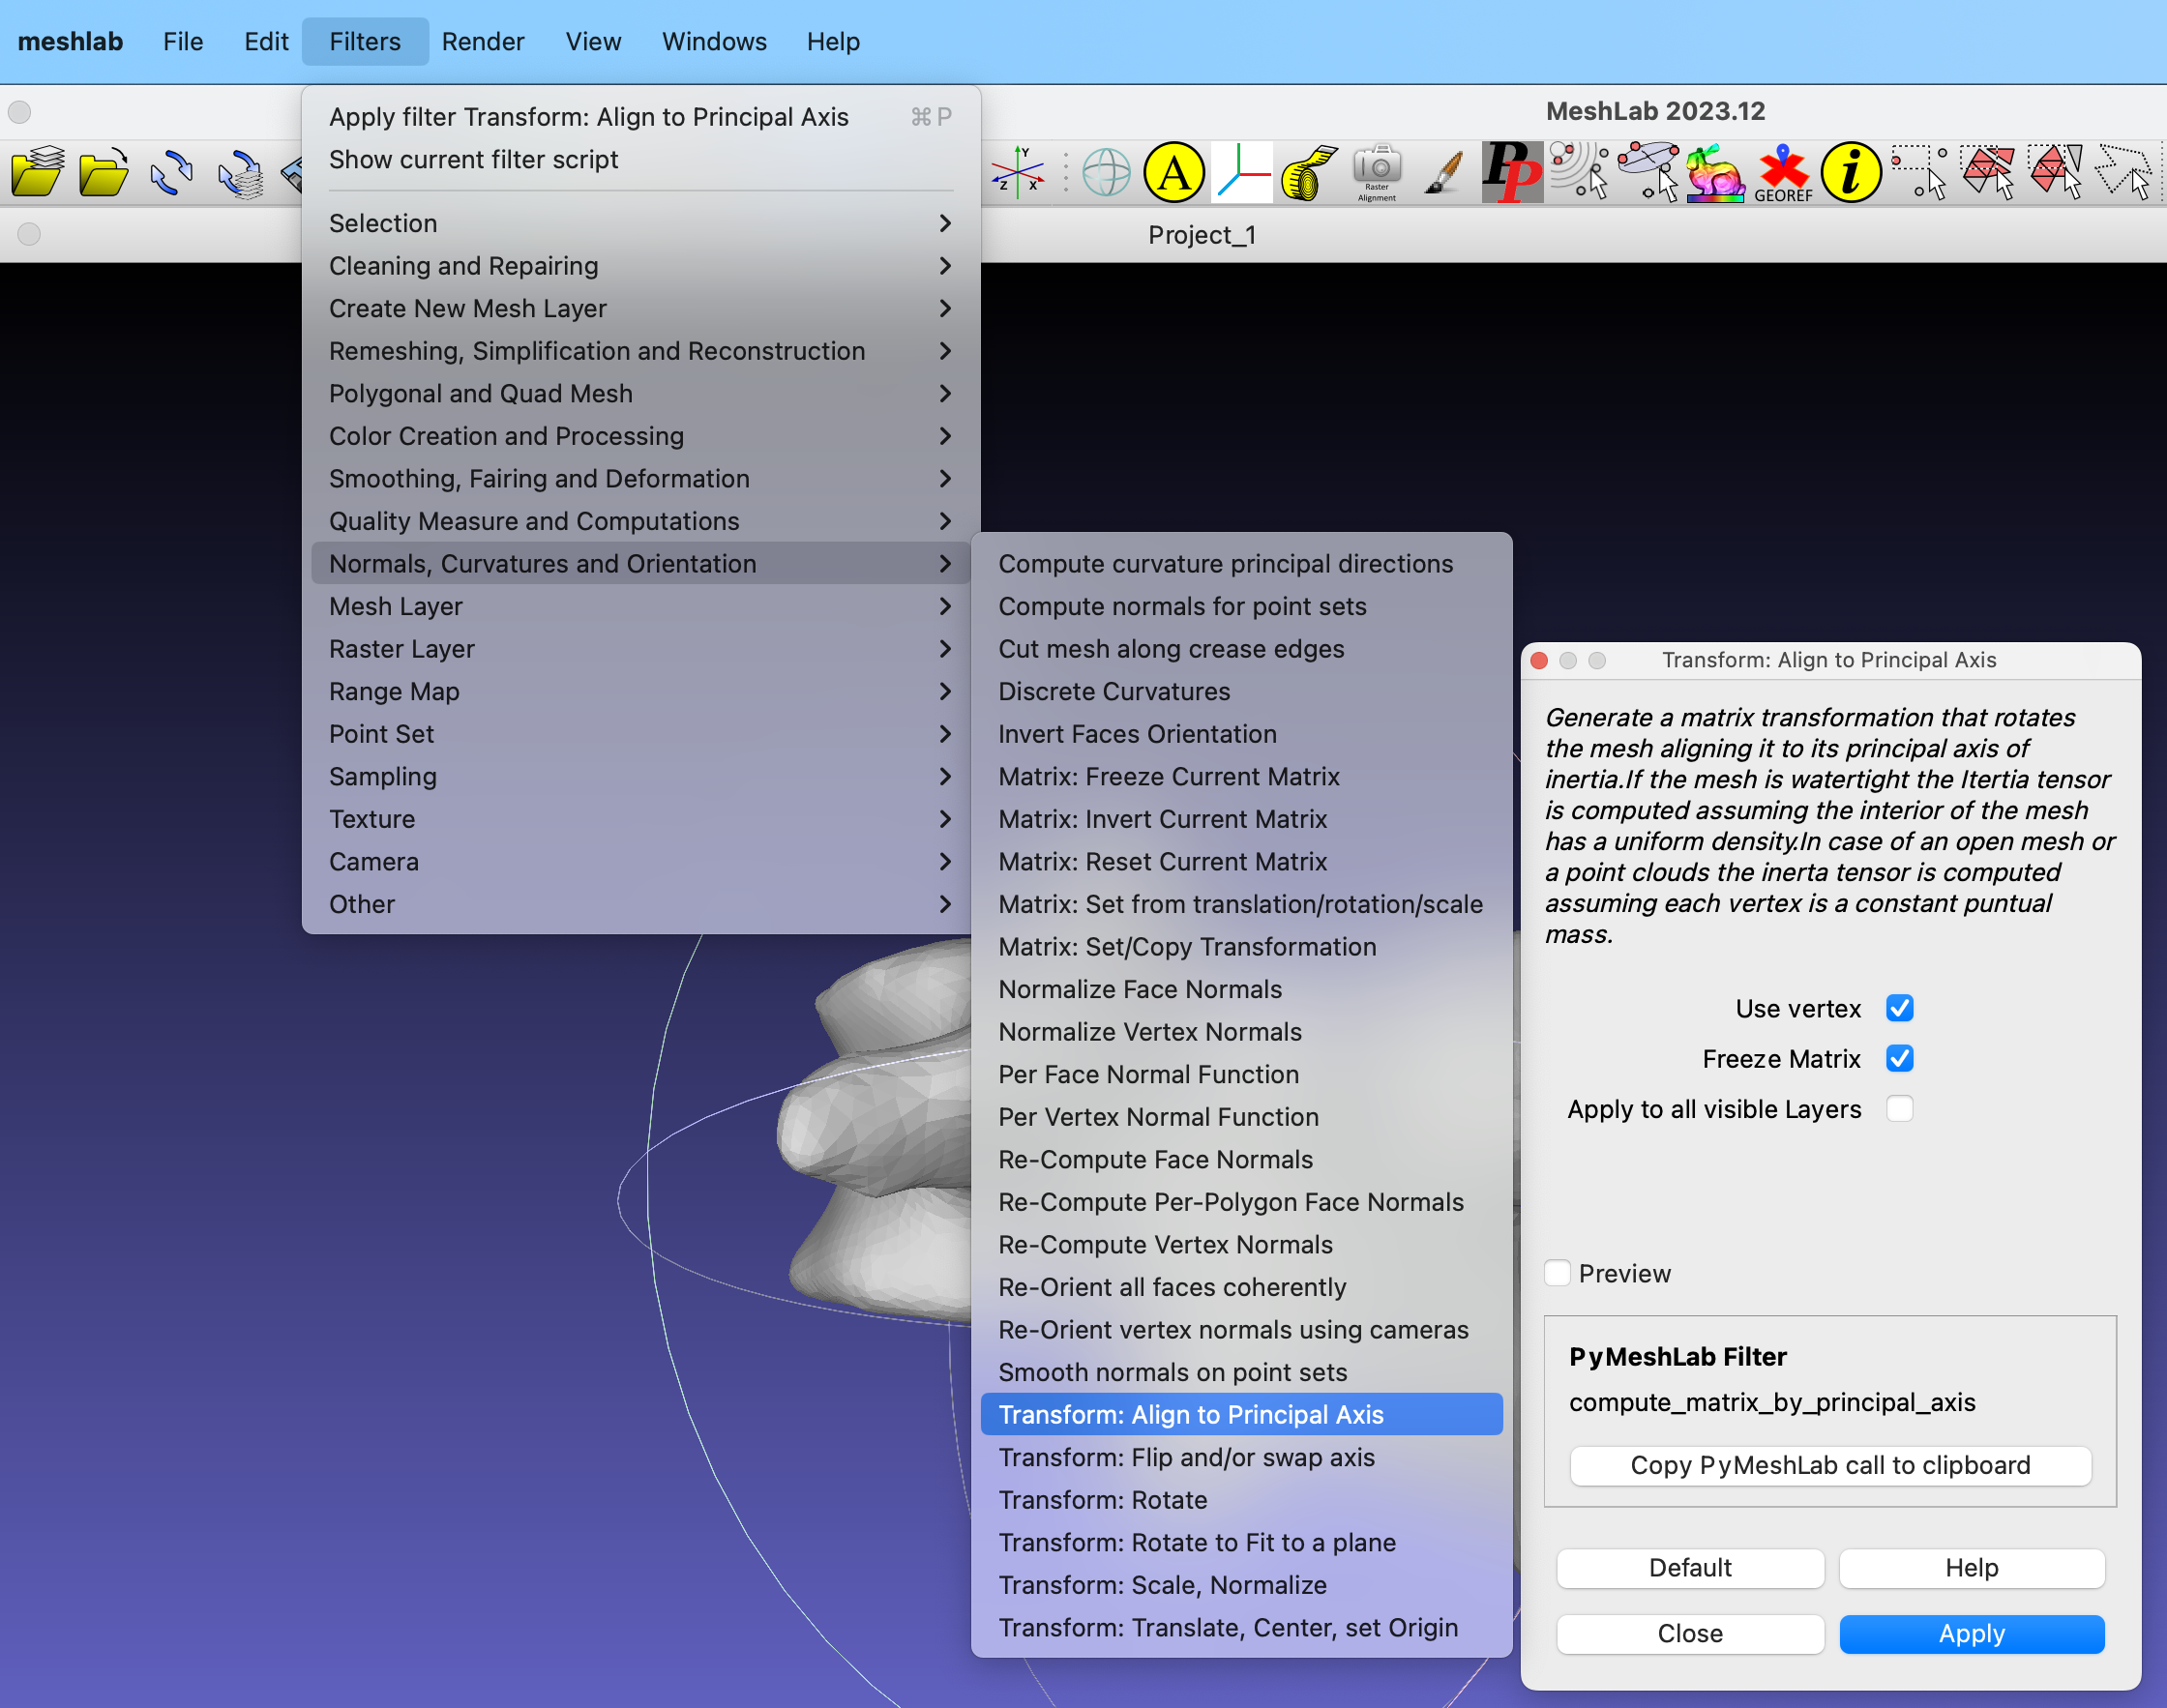 meshlab File Edit Filters Render View Windows Help
MeshLab 2023.12
Y
Z X
A
Raster
Alignment
PP
GEOREF
i
Project_1
Apply filter Transform: Align to Principal Axis ⌘P
Show current filter script
Selection
Cleaning and Repairing
Create New Mesh Layer
Remeshing, Simplification and Reconstruction
Polygonal and Quad Mesh
Color Creation and Processing
Smoothing, Fairing and Deformation
Quality Measure and Computations
Normals, Curvatures and Orientation
Mesh Layer
Raster Layer
Range Map
Point Set
Sampling
Texture
Camera
Other
Compute curvature principal directions
Compute normals for point sets
Cut mesh along crease edges
Discrete Curvatures
Invert Faces Orientation
Matrix: Freeze Current Matrix
Matrix: Invert Current Matrix
Matrix: Reset Current Matrix
Matrix: Set from translation/rotation/scale
Matrix: Set/Copy Transformation
Normalize Face Normals
Normalize Vertex Normals
Per Face Normal Function
Per Vertex Normal Function
Re-Compute Face Normals
Re-Compute Per-Polygon Face Normals
Re-Compute Vertex Normals
Re-Orient all faces coherently
Re-Orient vertex normals using cameras
Smooth normals on point sets
Transform: Align to Principal Axis
Transform: Flip and/or swap axis
Transform: Rotate
Transform: Rotate to Fit to a plane
Transform: Scale, Normalize
Transform: Translate, Center, set Origin
Transform: Align to Principal Axis
Generate a matrix transformation that rotates
the mesh aligning it to its principal axis of
inertia.If the mesh is watertight the Itertia tensor
is computed assuming the interior of the mesh
has a uniform density.In case of an open mesh or
a point clouds the inerta tensor is computed
assuming each vertex is a constant puntual
mass.
Use vertex
Freeze Matrix
Apply to all visible Layers
Preview
PyMeshLab Filter
compute_matrix_by_principal_axis
Copy PyMeshLab call to clipboard
Default Help
Close Apply